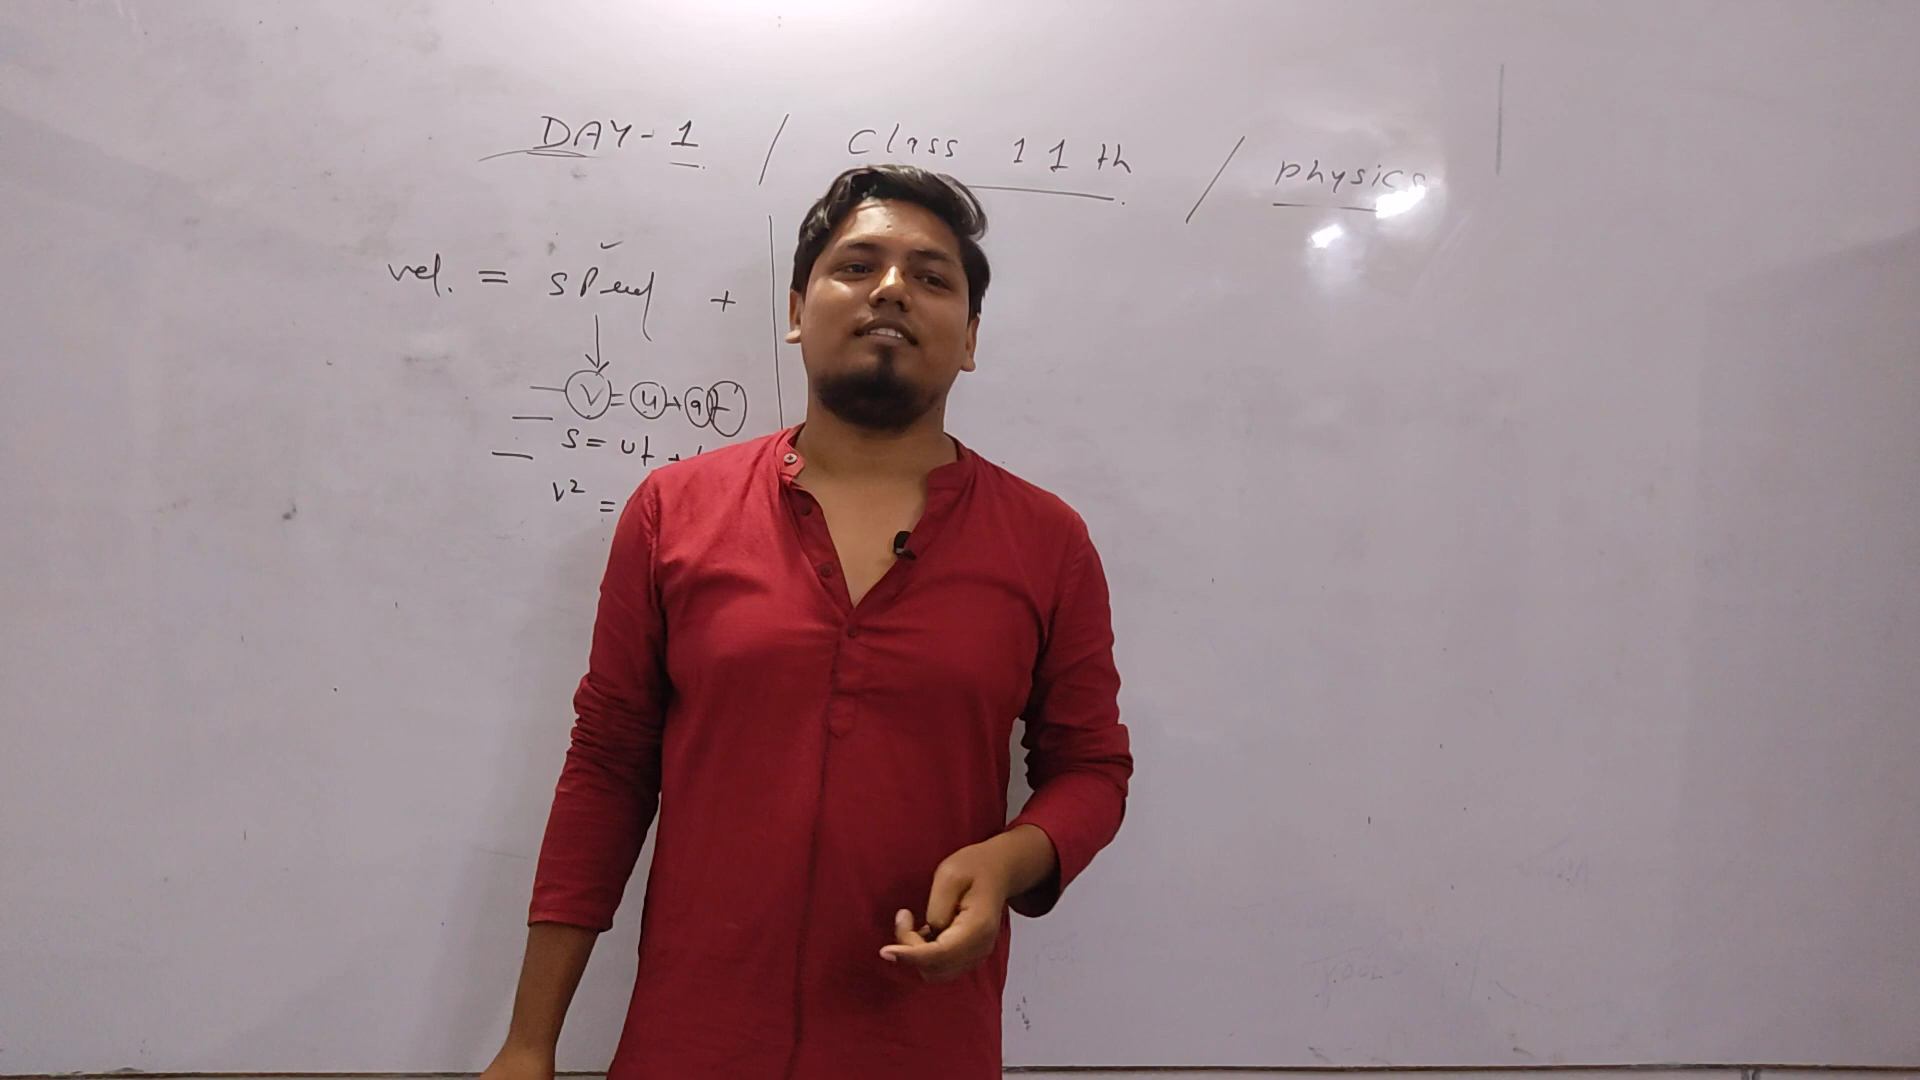 DAY-1 / Class 11th / physics
vel. = speed +
V = u + at
S = ut +
v² =